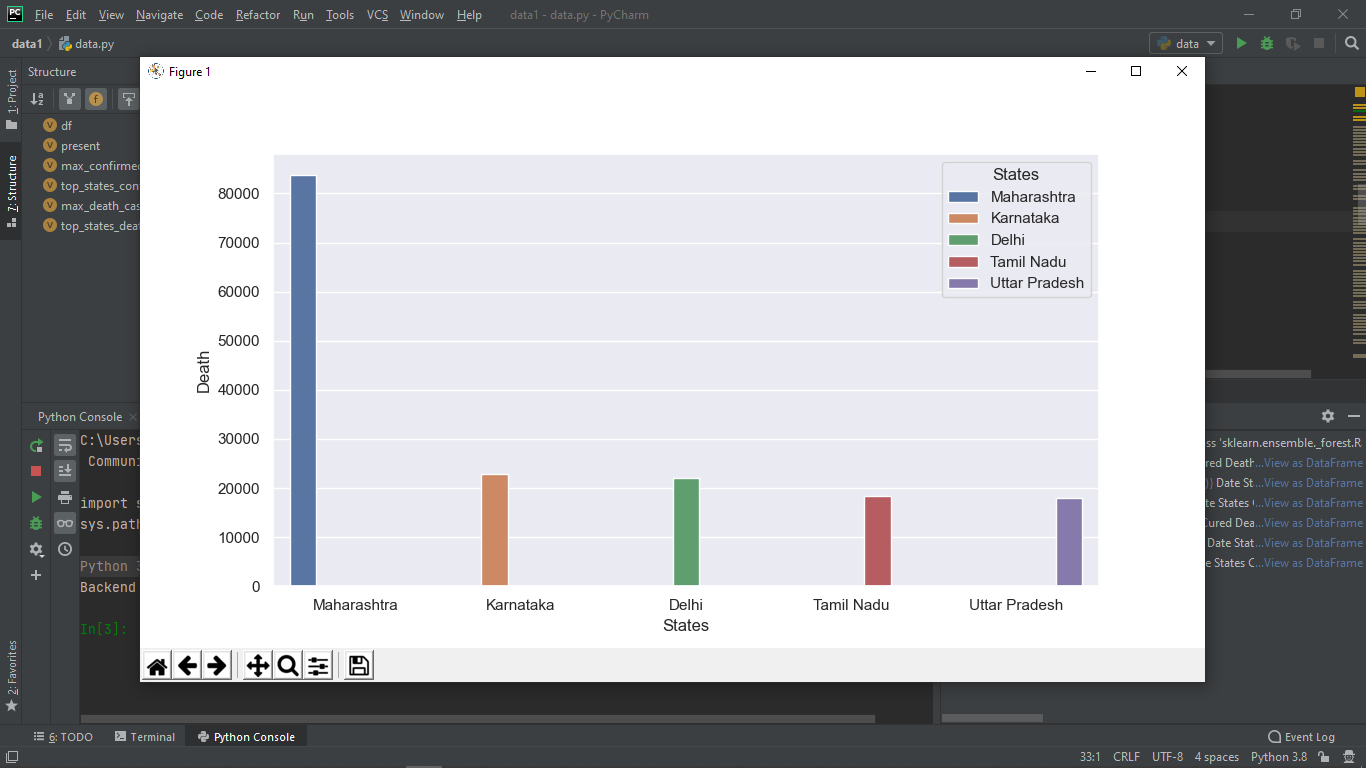 PC File Edit View Navigate Code Refactor Run Tools VCS Window Help data1 - data.py - PyCharm
data1 data.py data
1: Project
Structure
df
present
max_confirmed
top_states_con
max_death_cas
top_states_deat
7: Structure
2: Favorites
Figure 1
80000
70000
60000
50000
40000
30000
20000
10000
0
Death
States
Maharashtra
Karnataka
Delhi
Tamil Nadu
Uttar Pradesh
Maharashtra Karnataka Delhi Tamil Nadu Uttar Pradesh
States
Python Console
C:\Users
Communi
import s
sys.path
Python 3
Backend
In[3]:
ss 'sklearn.ensemble._forest.R
red Death ...View as DataFrame
)) Date St...View as DataFrame
te States ...View as DataFrame
Cured Dea...View as DataFrame
Date Stat...View as DataFrame
e States C...View as DataFrame
6: TODO Terminal Python Console Event Log
33:1 CRLF UTF-8 4 spaces Python 3.8